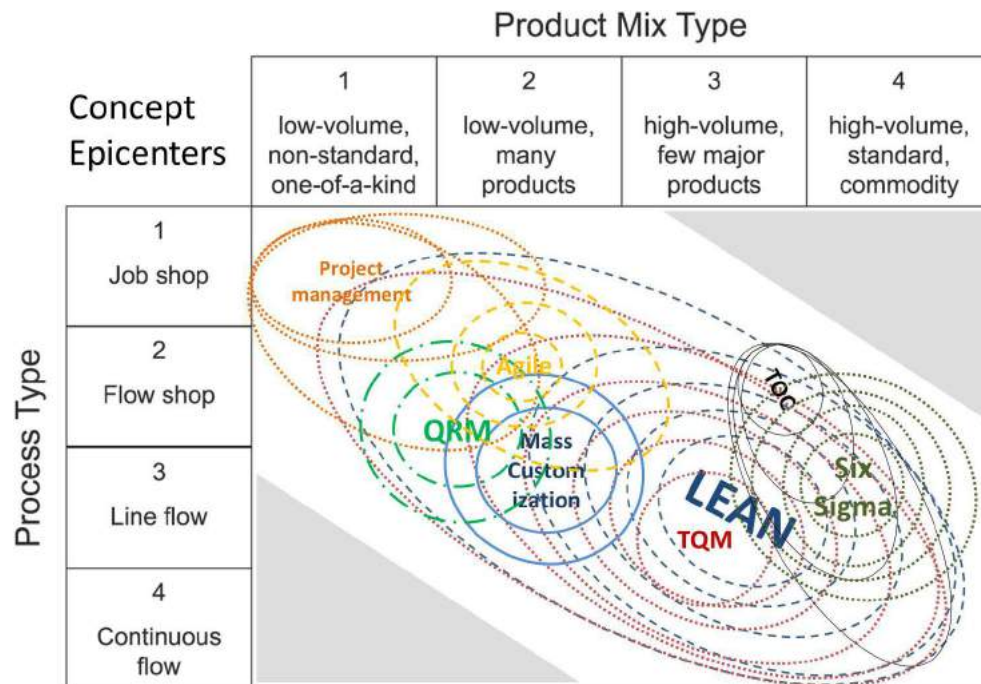 Product Mix Type
Concept
Epicenters
1
low-volume,
non-standard,
one-of-a-kind
2
low-volume,
many
products
3
high-volume,
few major
products
4
high-volume,
standard,
commodity
Process Type
1
Job shop
2
Flow shop
3
Line flow
4
Continuous
flow
Project
management
Agile
QRM
Mass
Custom
ization
TOC
LEAN
TQM
Six
Sigma